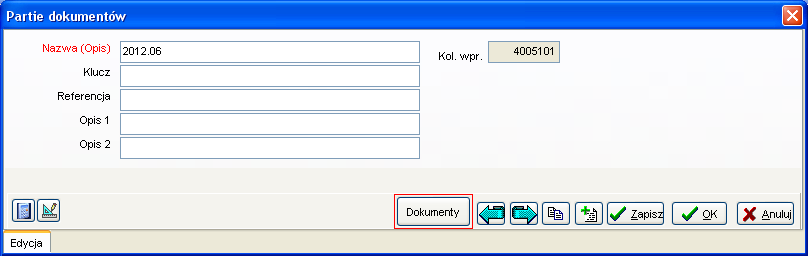 Partie dokumentów
Nazwa (Opis) 2012.06 Kol. wpr. 4005101
Klucz
Referencja
Opis 1
Opis 2
Dokumenty Zapisz OK Anuluj
Edycja